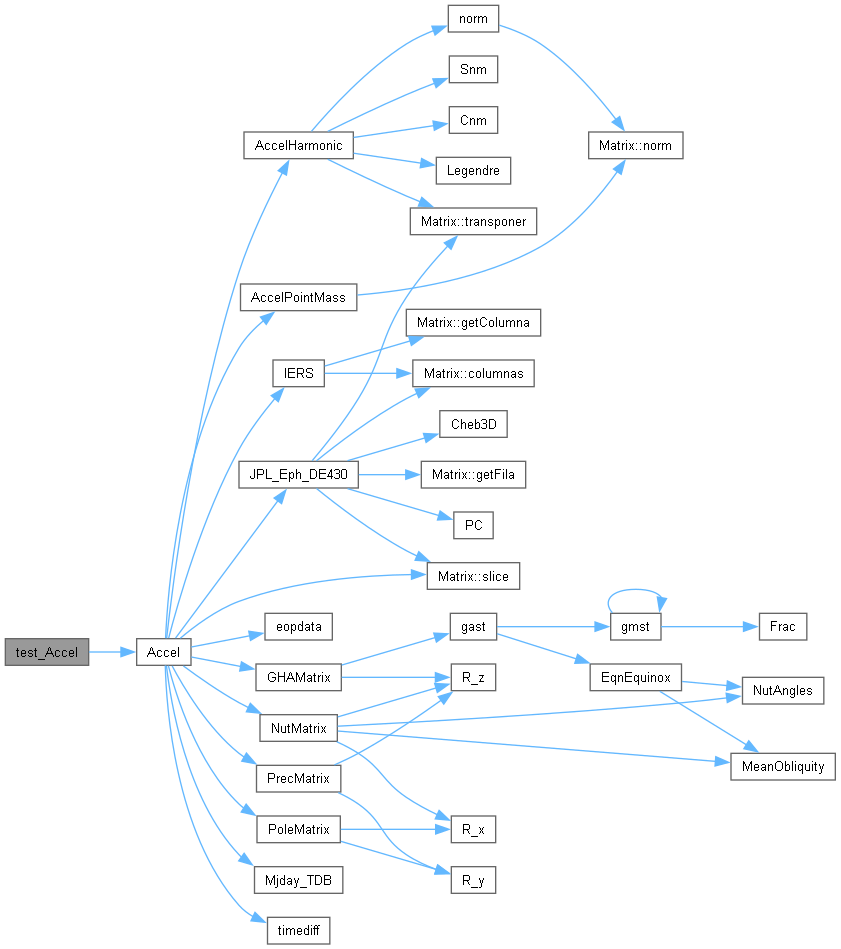 norm
Snm
Cnm
AccelHarmonic
Matrix::norm
Legendre
Matrix::transponer
AccelPointMass
Matrix::getColumna
IERS
Matrix::columnas
Cheb3D
JPL_Eph_DE430
Matrix::getFila
PC
Matrix::slice
eopdata
gast
gmst
Frac
test_Accel
Accel
GHAMatrix
R_z
EqnEquinox
NutAngles
NutMatrix
MeanObliquity
PrecMatrix
PoleMatrix
R_x
Mjday_TDB
R_y
timediff